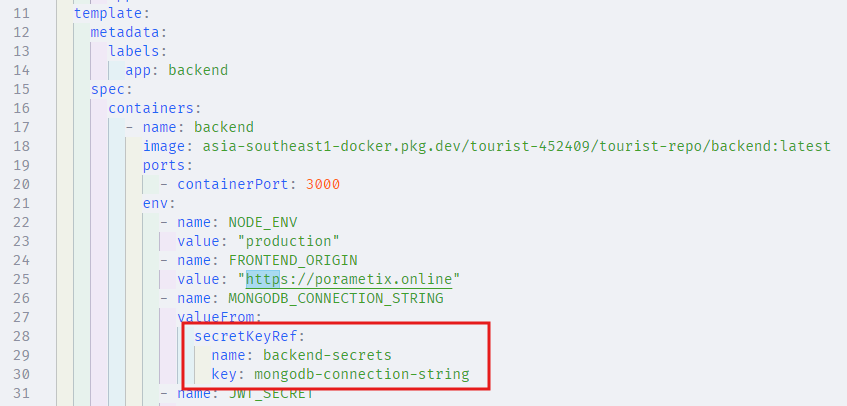 11 template:
12 metadata:
13 labels:
14 app: backend
15 spec:
16 containers:
17 - name: backend
18 image: asia-southeast1-docker.pkg.dev/tourist-452409/tourist-repo/backend:latest
19 ports:
20 - containerPort: 3000
21 env:
22 - name: NODE_ENV
23 value: "production"
24 - name: FRONTEND_ORIGIN
25 value: "https://porametix.online"
26 - name: MONGODB_CONNECTION_STRING
27 valueFrom:
28 secretKeyRef:
29 name: backend-secrets
30 key: mongodb-connection-string
31 - name: JWT_SECRET